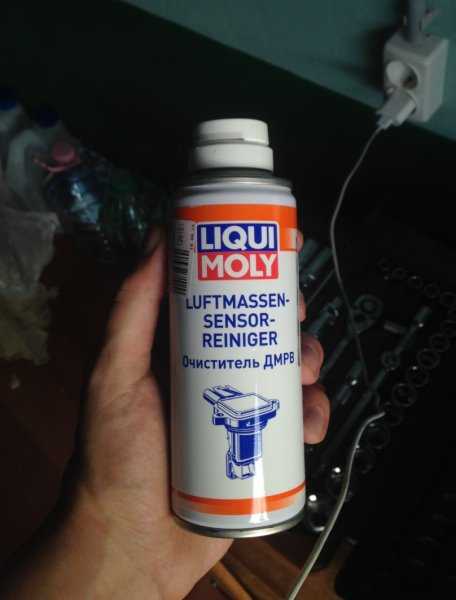 LIQUI
MOLY
LUFTMASSEN-
SENSOR-
REINIGER
Очиститель ДМРВ